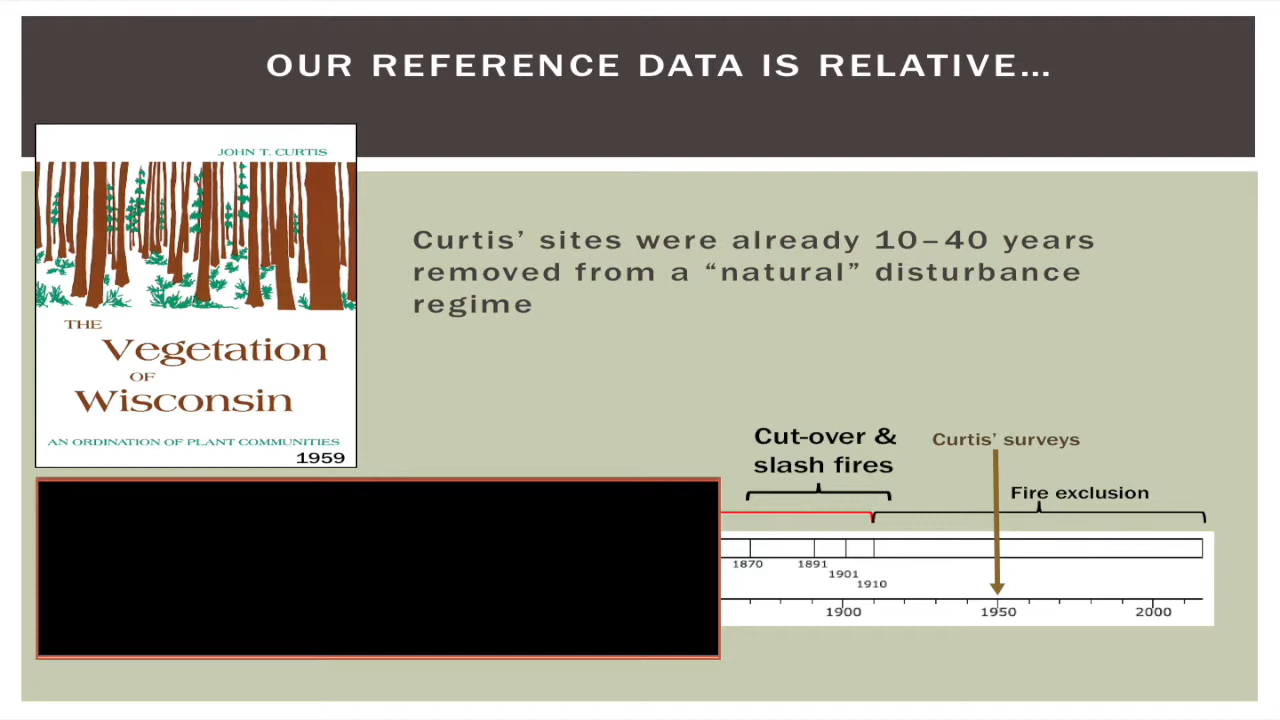 OUR REFERENCE DATA IS RELATIVE…
JOHN T. CURTIS
THE
Vegetation
OF
Wisconsin
AN ORDINATION OF PLANT COMMUNITIES
1959
Curtis’ sites were already 10–40 years
removed from a “natural” disturbance
regime
Cut-over &
slash fires
Curtis’ surveys
Fire exclusion
1870
1891
1901
1910
1900
1950
2000